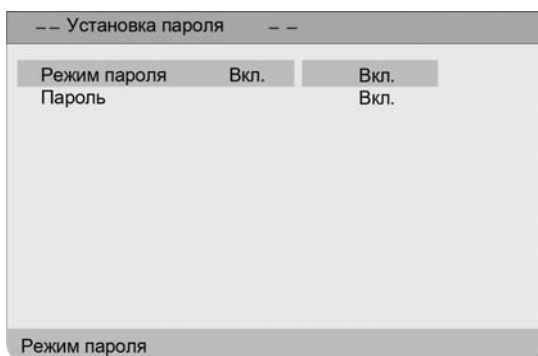 -- Установка пароля --
Режим пароля Вкл. Вкл.
Пароль Вкл.
Режим пароля